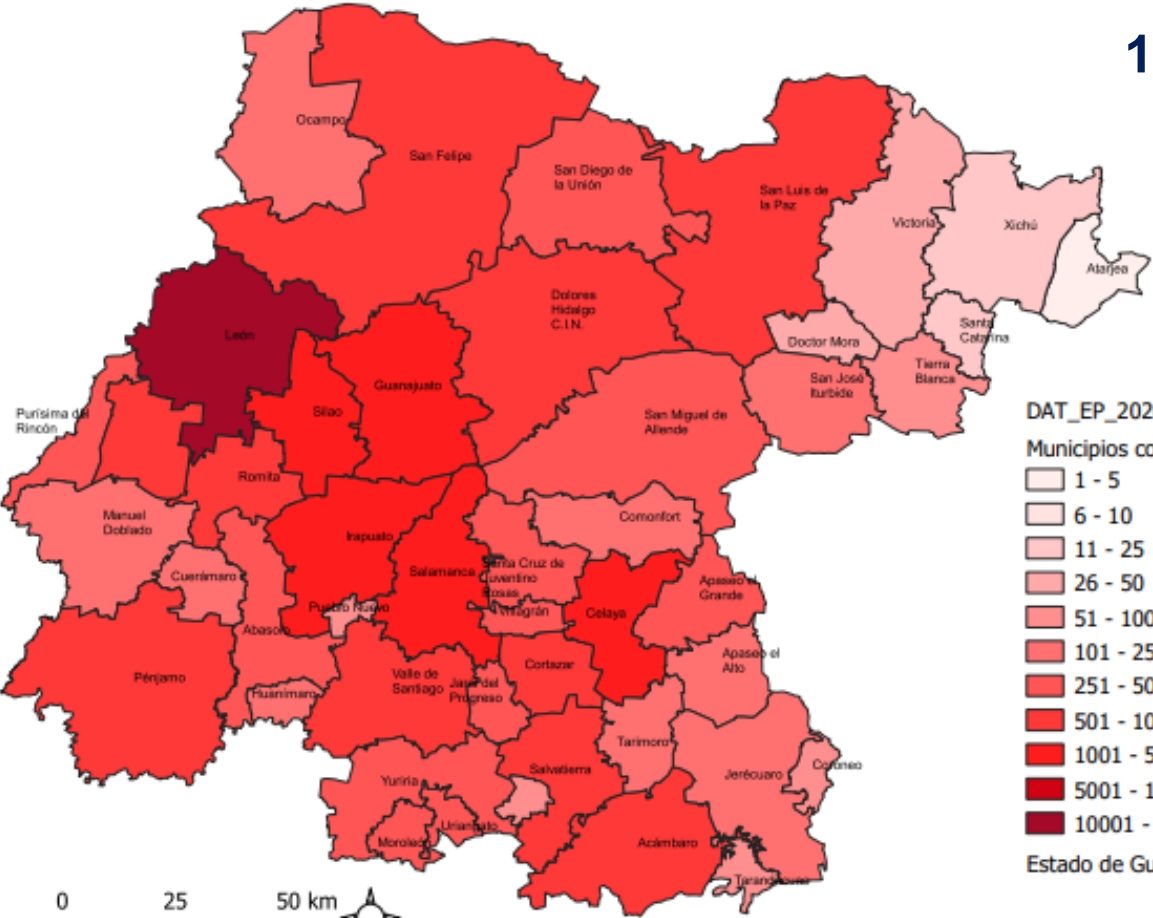 1
Ocampo
San Felipe
San Diego de
la Unión
San Luis de
la Paz
Victoria
Xichú
Atarjea
León
Dolores
Hidalgo
C.I.N.
Doctor Mora
Santa
Catarina
Tierra
Blanca
San José
Iturbide
Guanajuato
Silao
San Miguel de
Allende
Purísima del
Rincón
Romita
Manuel
Doblado
Irapuato
Comonfort
Cuerámaro
Salamanca
Santa Cruz de
Juventino
Rosas
Apaseo el
Grande
Pueblo Nuevo
Villagrán
Celaya
Abasolo
Apaseo el
Alto
Pénjamo
Valle de
Santiago
Jaral del
Progreso
Cortazar
Huanímaro
Tarimoro
Jerécuaro
Coroneo
Yuriria
Salvatierra
Uriangato
Moroleón
Acámbaro
Tarandacuao
DAT_EP_202
Municipios co
1 - 5
6 - 10
11 - 25
26 - 50
51 - 100
101 - 25
251 - 50
501 - 10
1001 - 5
5001 - 1
10001 -
Estado de Gu
0 25 50 km